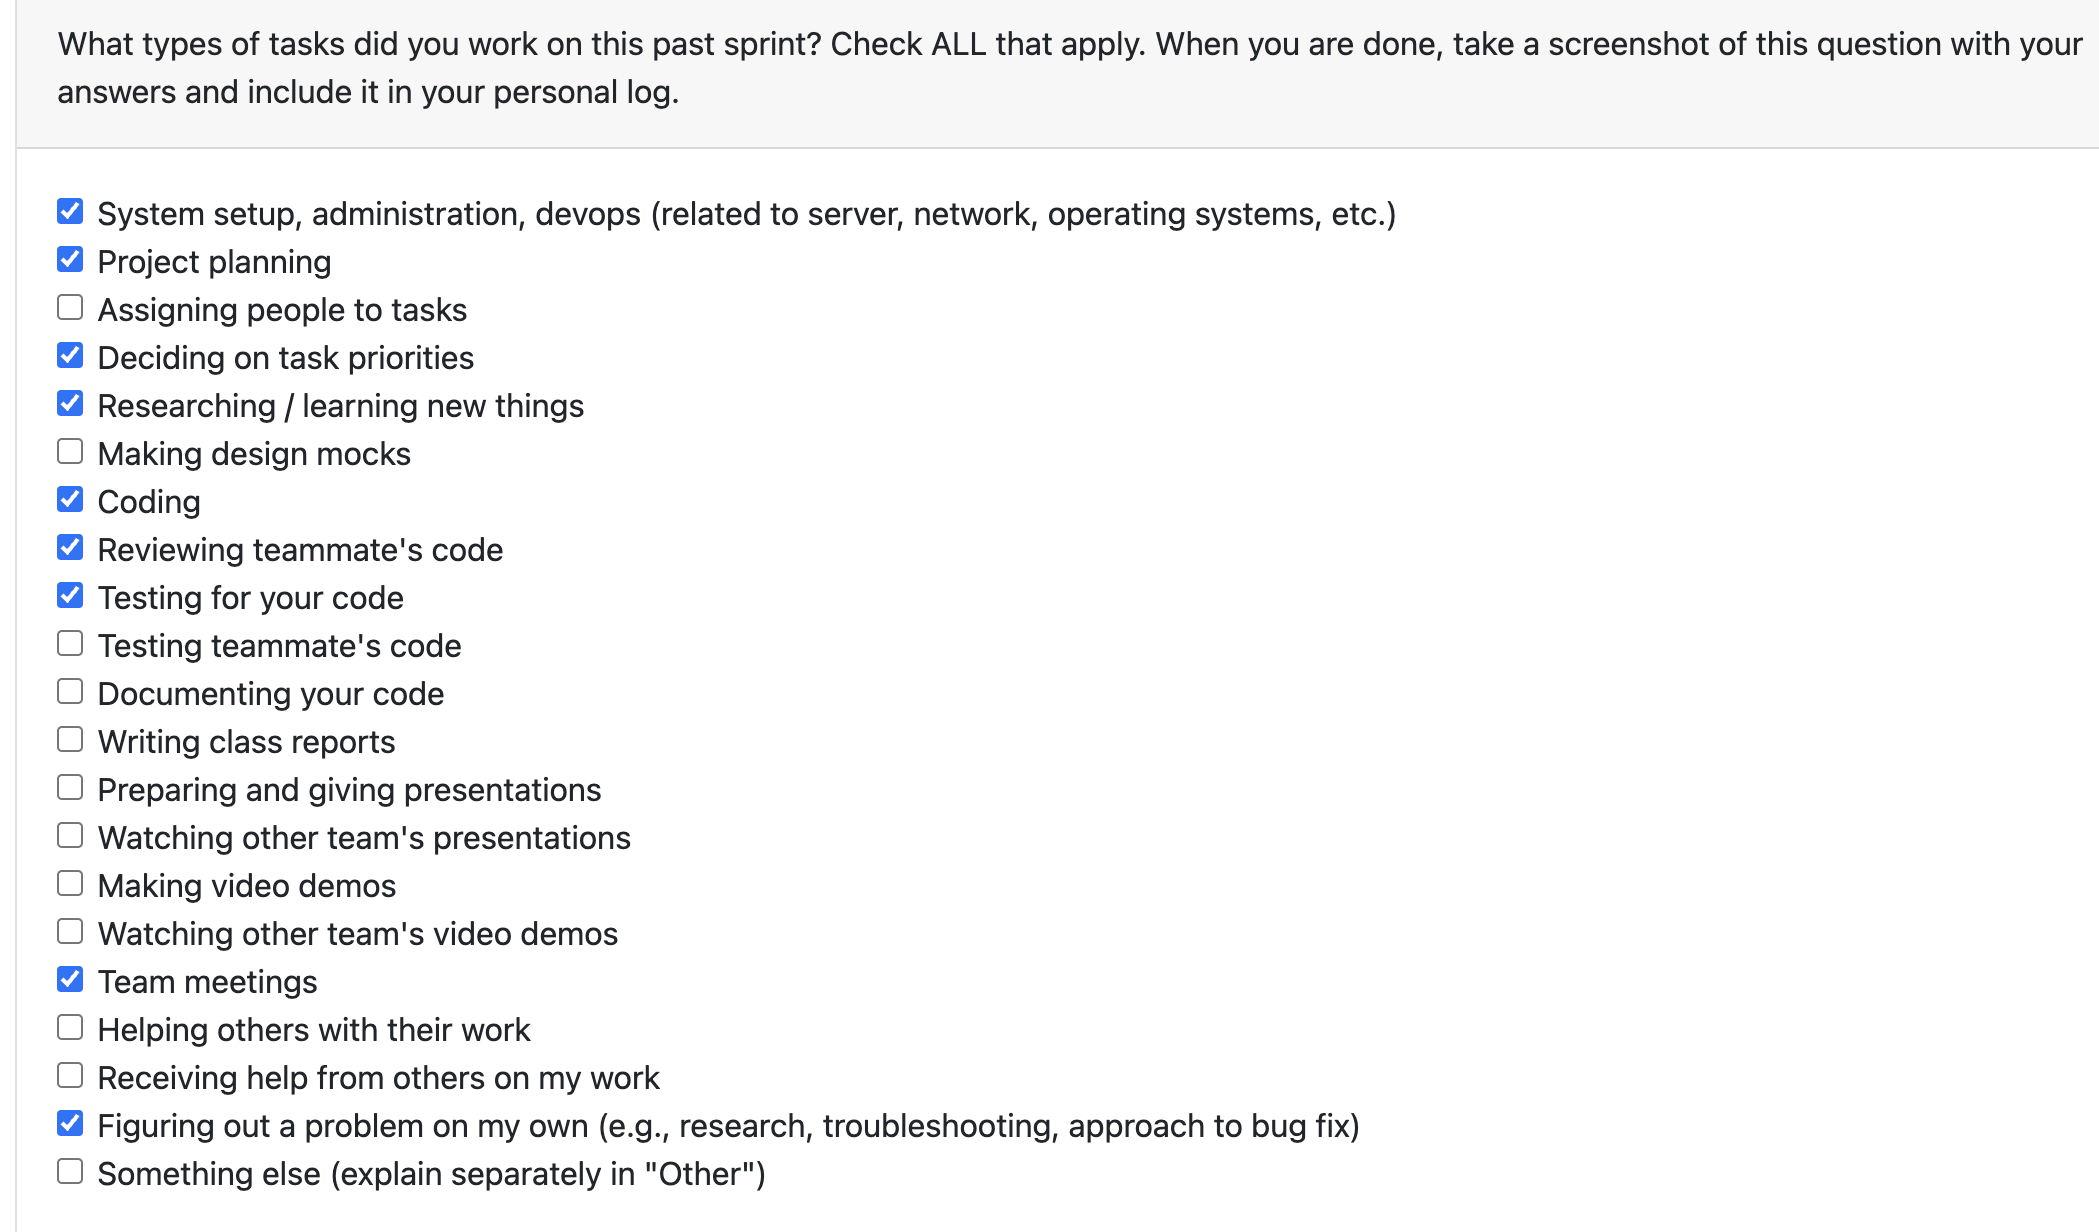 What types of tasks did you work on this past sprint? Check ALL that apply. When you are done, take a screenshot of this question with your
answers and include it in your personal log.
System setup, administration, devops (related to server, network, operating systems, etc.)
Project planning
Assigning people to tasks
Deciding on task priorities
Researching / learning new things
Making design mocks
Coding
Reviewing teammate's code
Testing for your code
Testing teammate's code
Documenting your code
Writing class reports
Preparing and giving presentations
Watching other team's presentations
Making video demos
Watching other team's video demos
Team meetings
Helping others with their work
Receiving help from others on my work
Figuring out a problem on my own (e.g., research, troubleshooting, approach to bug fix)
Something else (explain separately in "Other")